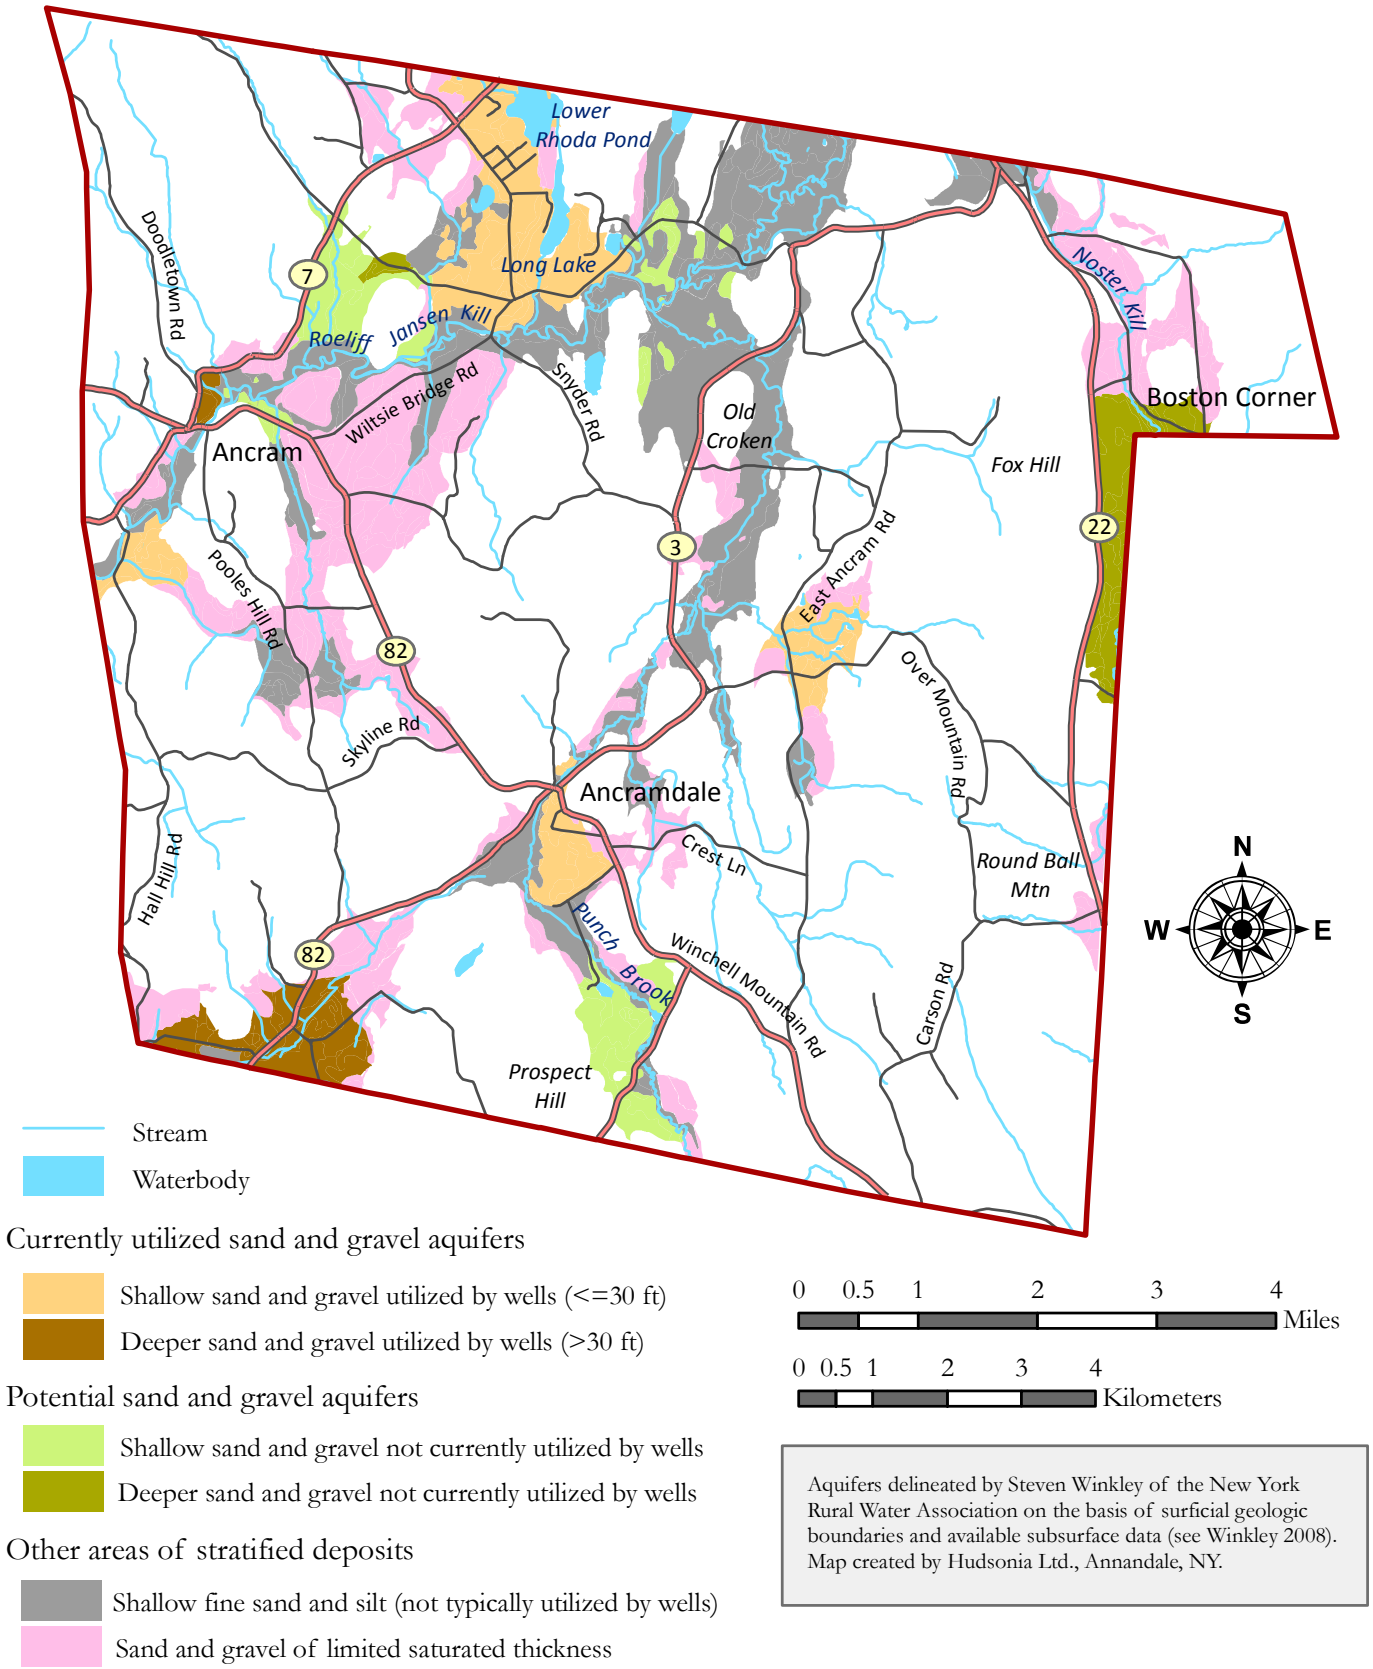 Lower
Rhoda Pond
Doodletown Rd
7
Long Lake
Noster Kill
Roeliff Jansen Kill
Wiltsie Bridge Rd
Snyder Rd
Boston Corner
Old
Croken
Ancram
Fox Hill
22
3
East Ancram Rd
Pooles Hill Rd
82
Over Mountain Rd
Skyline Rd
Ancramdale
Hall Hill Rd
Crest Ln
Round Ball
Mtn
N
W
E
S
Punch Brook
82
Winchell Mountain Rd
Carson Rd
Prospect
Hill
Stream
Waterbody
Currently utilized sand and gravel aquifers
Shallow sand and gravel utilized by wells (<=30 ft)
Deeper sand and gravel utilized by wells (>30 ft)
Potential sand and gravel aquifers
Shallow sand and gravel not currently utilized by wells
Deeper sand and gravel not currently utilized by wells
Other areas of stratified deposits
Shallow fine sand and silt (not typically utilized by wells)
Sand and gravel of limited saturated thickness
0 0.5 1 2 3 4
Miles
0 0.5 1 2 3 4
Kilometers
Aquifers delineated by Steven Winkley of the New York
Rural Water Association on the basis of surficial geologic
boundaries and available subsurface data (see Winkley 2008).
Map created by Hudsonia Ltd., Annandale, NY.